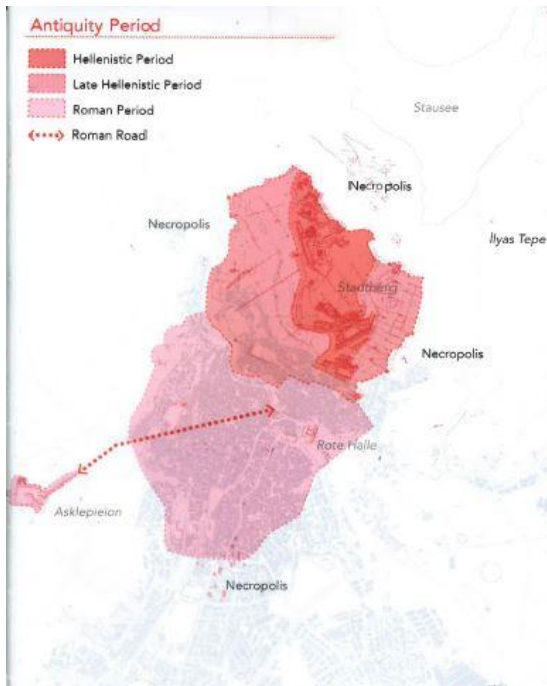 Antiquity Period
Hellenistic Period
Late Hellenistic Period
Roman Period
Roman Road
Stausee
Necropolis
Necropolis
İlyas Tepe
Stadtberg
Necropolis
Rote Halle
Asklepieion
Necropolis